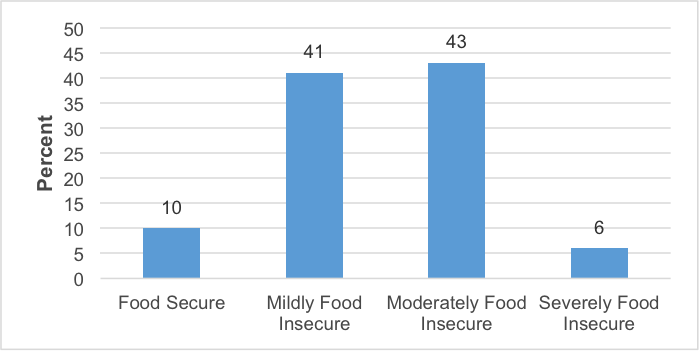 50
45
40
35
30
25
20
15
10
5
0
Percent
10
41
43
6
Food Secure
Mildly Food
Insecure
Moderately Food
Insecure
Severely Food
Insecure